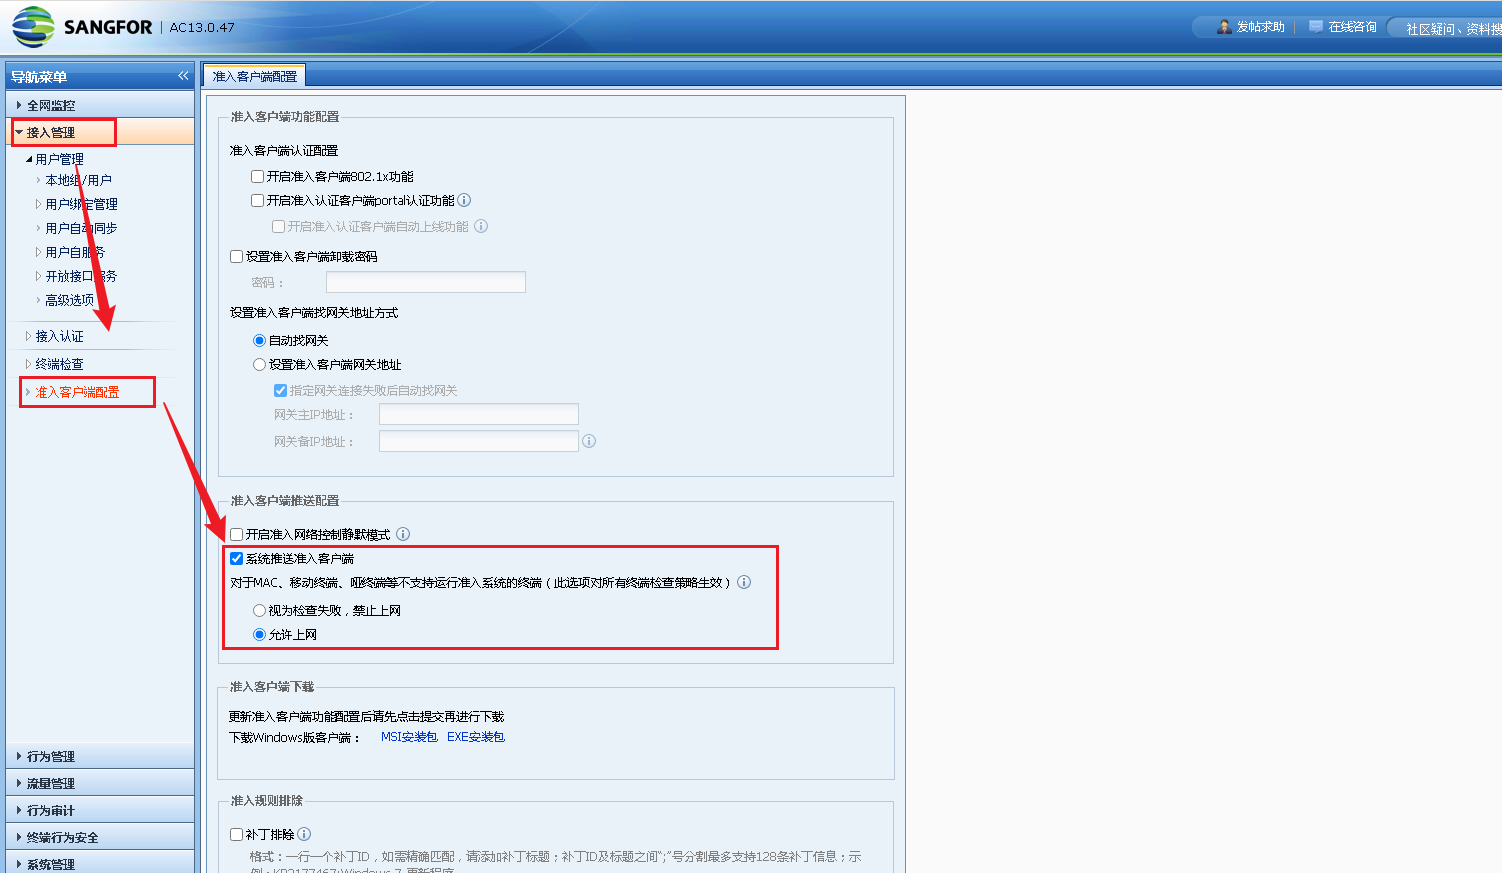 SANGFOR | AC13.0.47
发帖求助
在线咨询
社区疑问、资料搜
导航菜单
准入客户端配置
全网监控
接入管理
用户管理
本地组/用户
用户绑定管理
用户自动同步
用户自服务
开放接口服务
高级选项
接入认证
终端检查
准入客户端配置
行为管理
流量管理
行为审计
终端行为安全
系统管理
准入客户端功能配置
准入客户端认证配置
开启准入客户端802.1x功能
开启准入认证客户端portal认证功能
开启准入认证客户端自动上线功能
设置准入客户端卸载密码
密码：
设置准入客户端找网关地址方式
自动找网关
设置准入客户端网关地址
指定网关连接失败后自动找网关
网关主IP地址：
网关备IP地址：
准入客户端推送配置
开启准入网络控制静默模式
系统推送准入客户端
对于MAC、移动终端、哑终端等不支持运行准入系统的终端（此选项对所有终端检查策略生效）
视为检查失败，禁止上网
允许上网
准入客户端下载
更新准入客户端功能配置后请先点击提交再进行下载
下载Windows版客户端： MSI安装包 EXE安装包
准入规则排除
补丁排除
格式：一行一个补丁ID，如需精确匹配，请添加补丁标题；补丁ID及标题之间";"号分割最多支持128条补丁信息；示
例：KB2177467;Windows 7 更新程序